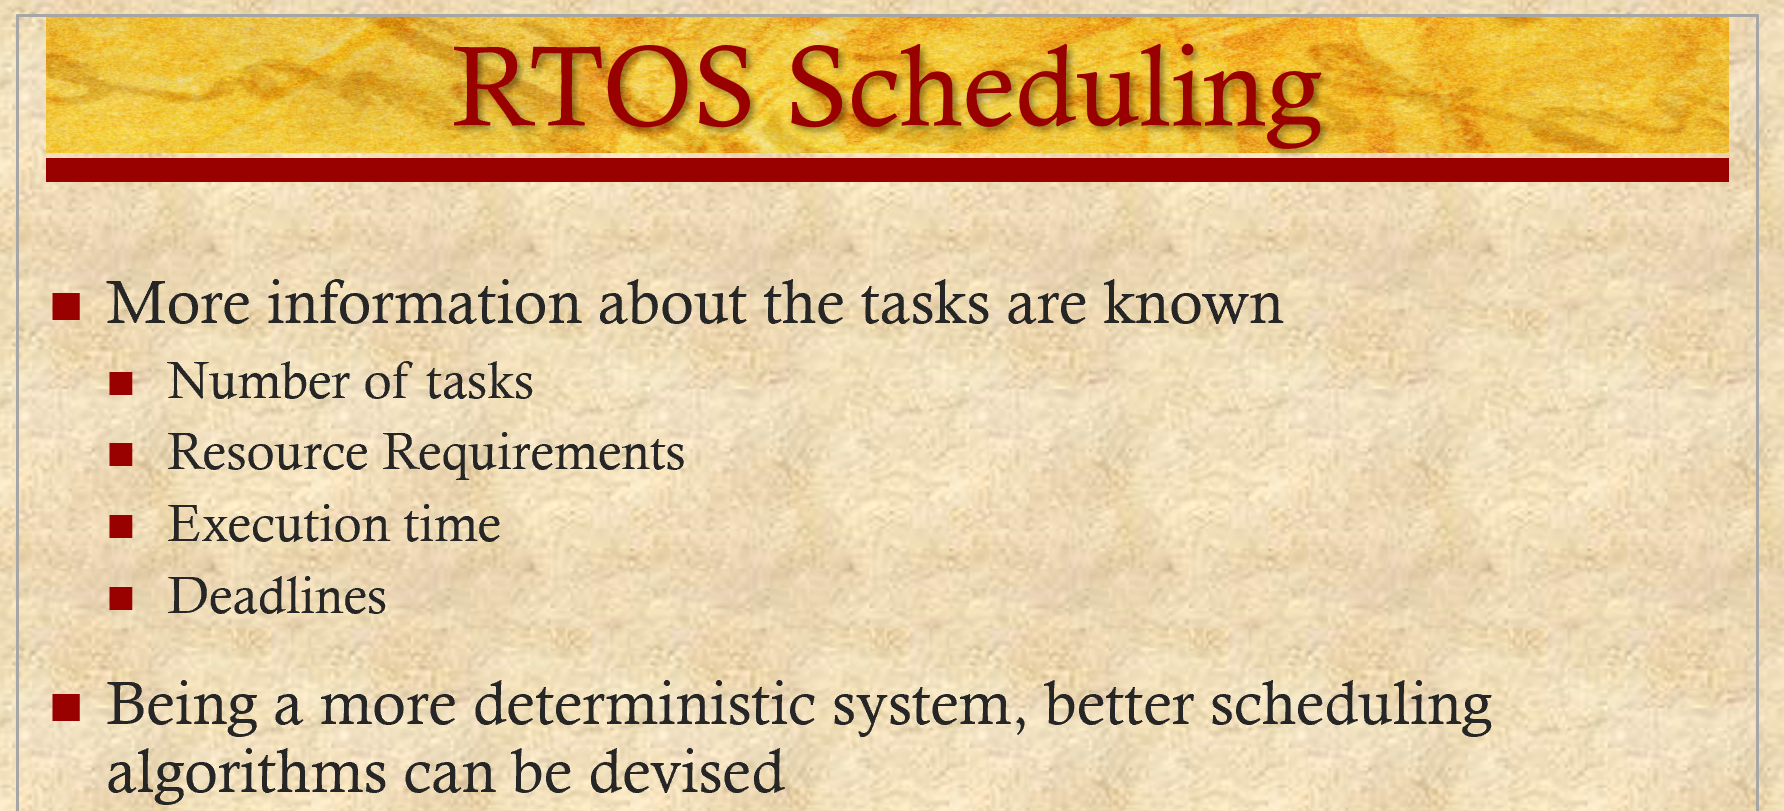 RTOS Scheduling
More information about the tasks are known
Number of tasks
Resource Requirements
Execution time
Deadlines
Being a more deterministic system, better scheduling
algorithms can be devised